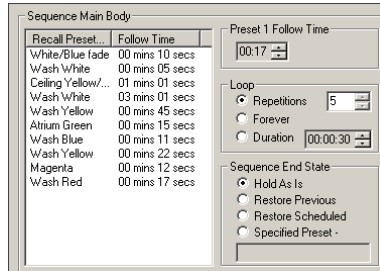 Sequence Main Body
Recall Preset... Follow Time
White/Blue fade 00 mins 10 secs
Wash White 00 mins 05 secs
Ceiling Yellow/... 01 mins 01 secs
Wash White 03 mins 01 secs
Wash Yellow 00 mins 45 secs
Atrium Green 00 mins 15 secs
Wash Blue 00 mins 11 secs
Wash Yellow 00 mins 22 secs
Magenta 00 mins 12 secs
Wash Red 00 mins 17 secs
Preset 1 Follow Time
00:17
Loop
Repetitions 5
Forever
Duration 00:00:30
Sequence End State
Hold As Is
Restore Previous
Restore Scheduled
Specified Preset -